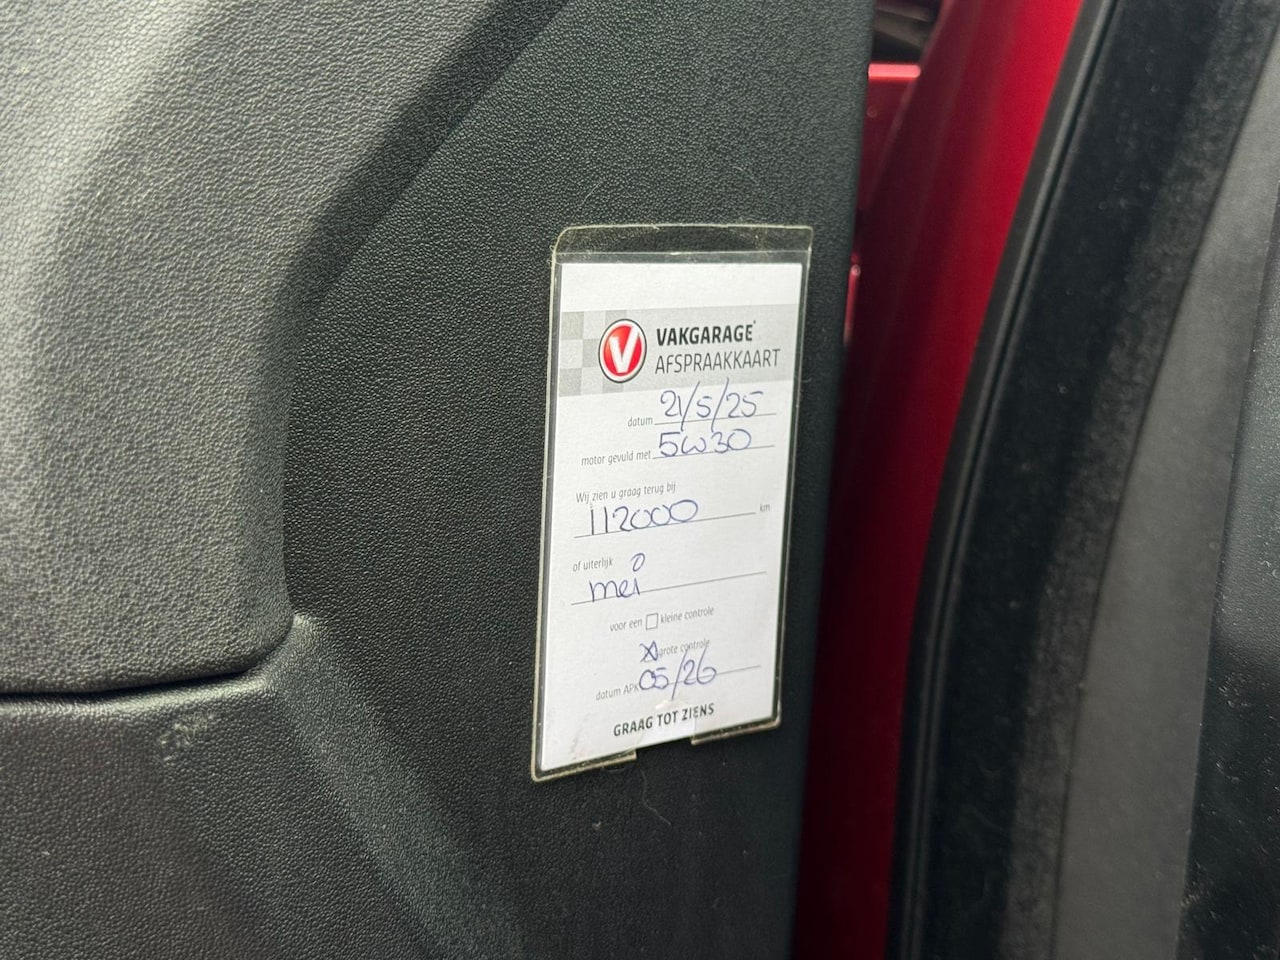 V VAKGARAGE
AFSPRAAKKAART
datum 21/5/25
motor gevuld met 5W30
Wij zien u graag terug bij
112000 km
of uiterlijk
mei
voor een kleine controle
grote controle
datum APK 05/26
GRAAG TOT ZIENS